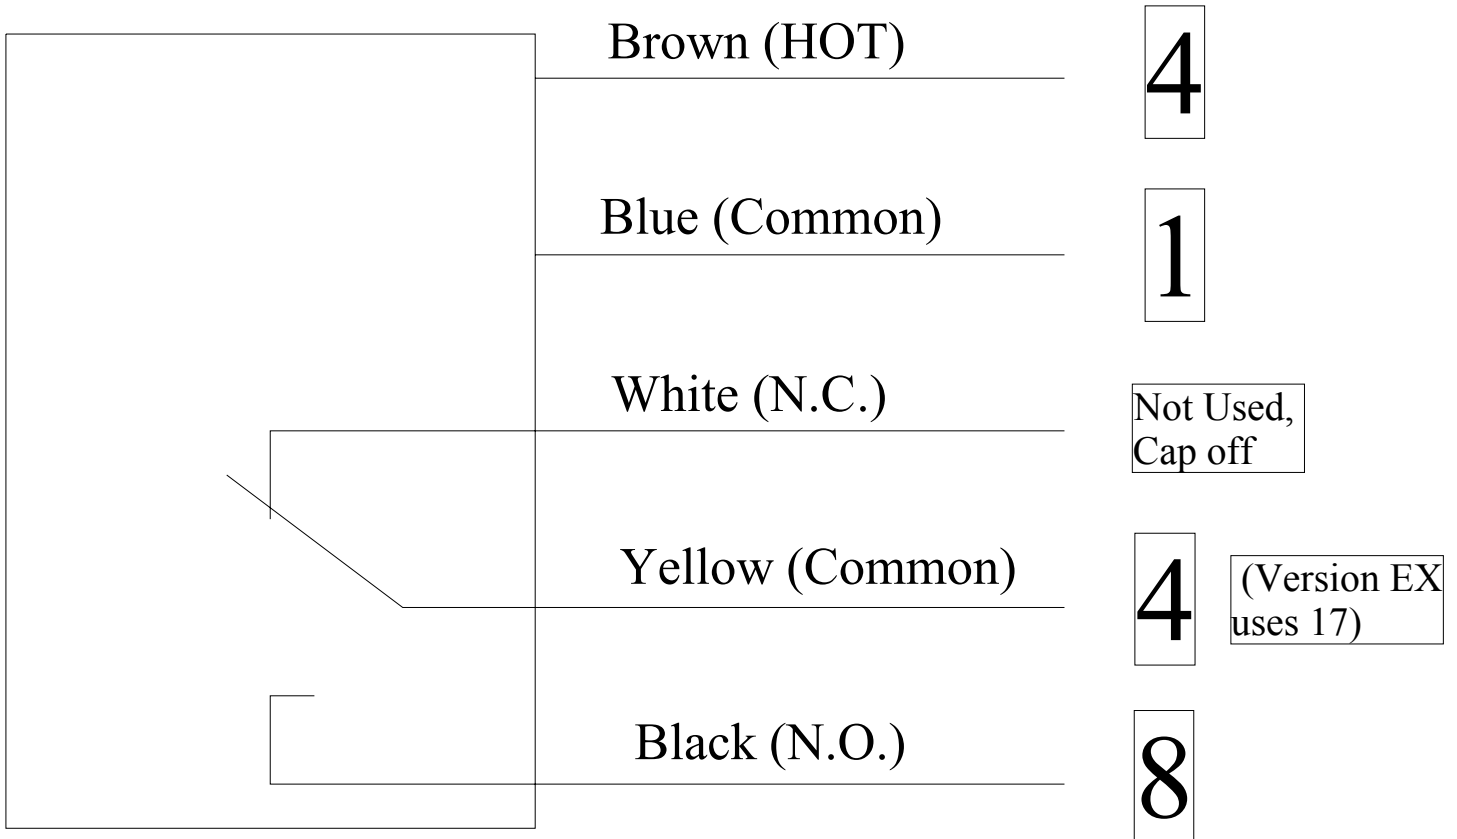 Brown (HOT)
4
Blue (Common)
1
White (N.C.)
Not Used,
Cap off
Yellow (Common)
4
(Version EX
uses 17)
Black (N.O.)
8